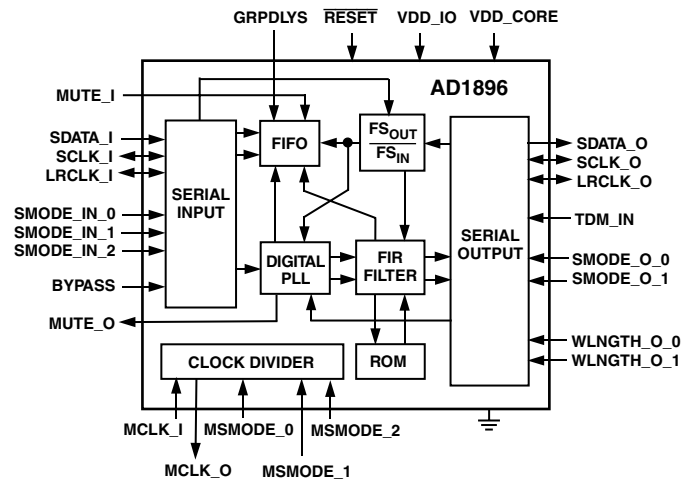 GRPDLYS
RESET
VDD_IO
VDD_CORE
AD1896
MUTE_I
SDATA_I
SCLK_I
LRCLK_I
SMODE_IN_0
SMODE_IN_1
SMODE_IN_2
BYPASS
MUTE_O
SERIAL
INPUT
FIFO
FSOUT
FSIN
DIGITAL
PLL
FIR
FILTER
ROM
CLOCK DIVIDER
SERIAL
OUTPUT
SDATA_O
SCLK_O
LRCLK_O
TDM_IN
SMODE_O_0
SMODE_O_1
WLNGTH_O_0
WLNGTH_O_1
MCLK_I
MSMODE_0
MSMODE_2
MCLK_O
MSMODE_1